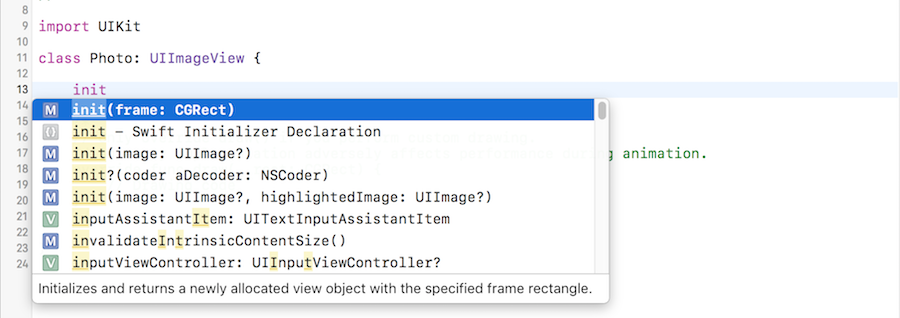 8
9 import UIKit
10
11 class Photo: UIImageView {
12
13 init
14 M init(frame: CGRect)
{} init – Swift Initializer Declaration
16 M init(image: UIImage?)
17 g animation.
18 M init?(coder aDecoder: NSCoder)
20 M init(image: UIImage?, highlightedImage: UIImage?)
21 V inputAssistantItem: UITextInputAssistantItem
22 M invalidateIntrinsicContentSize()
23
24 V inputViewController: UIInputViewController?
Initializes and returns a newly allocated view object with the specified frame rectangle.